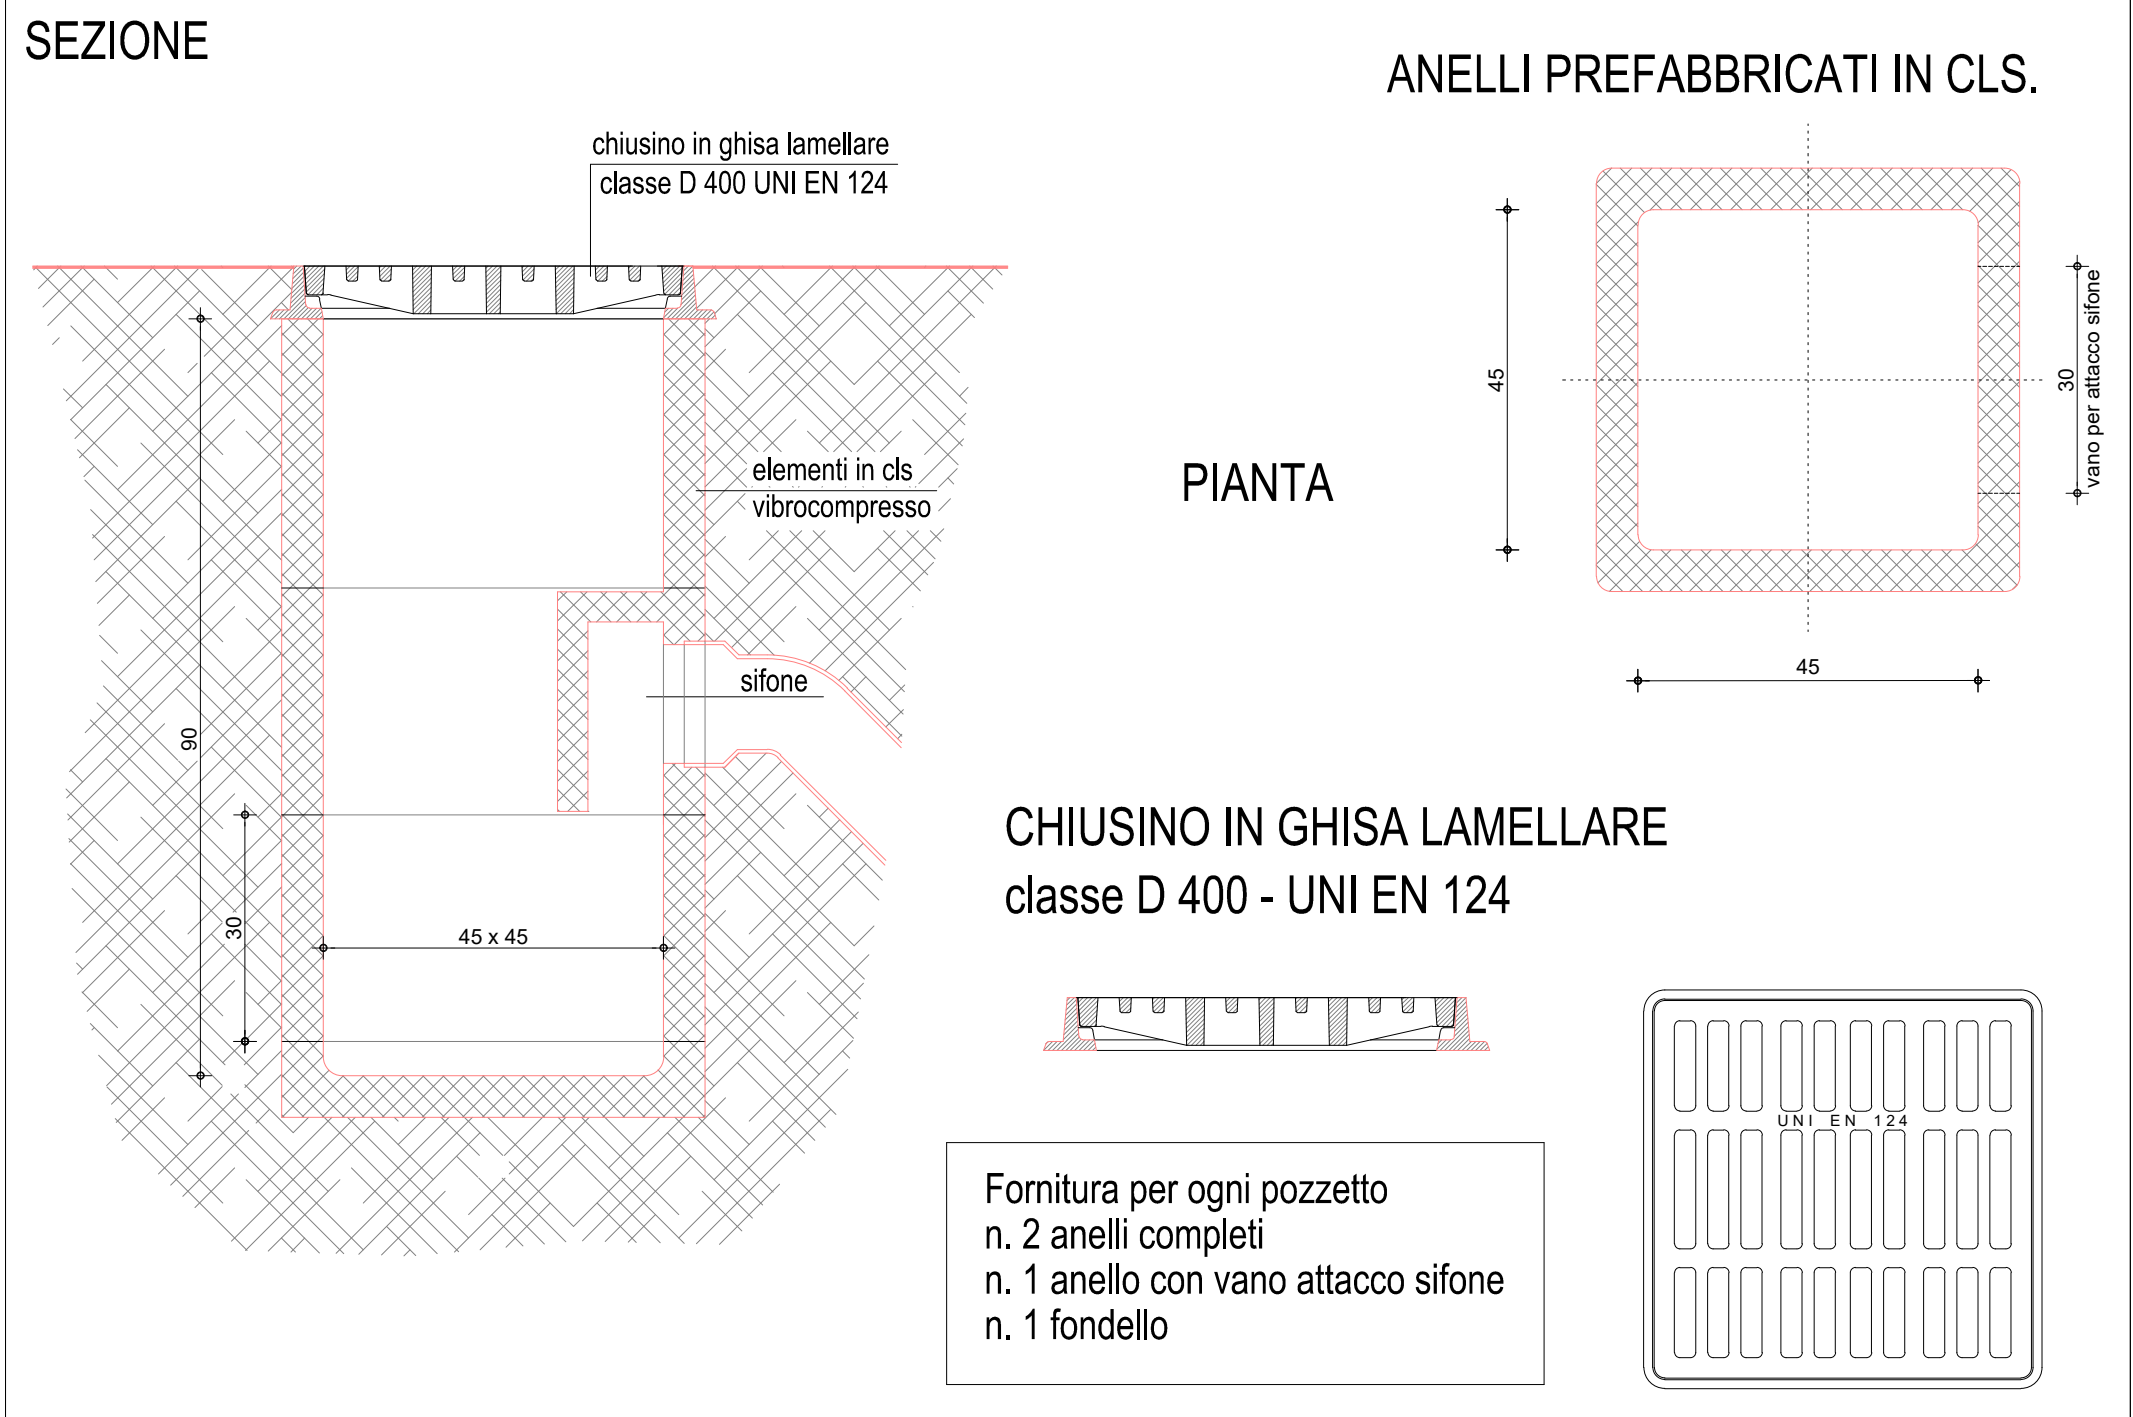 SEZIONE
ANELLI PREFABBRICATI IN CLS.
chiusino in ghisa lamellare
classe D 400 UNI EN 124
elementi in cls
vibrocompresso
sifone
90
30
45 x 45
PIANTA
45
30
vano per attacco sifone
45
CHIUSINO IN GHISA LAMELLARE
classe D 400 - UNI EN 124
UNI EN 124
Fornitura per ogni pozzetto
n. 2 anelli completi
n. 1 anello con vano attacco sifone
n. 1 fondello